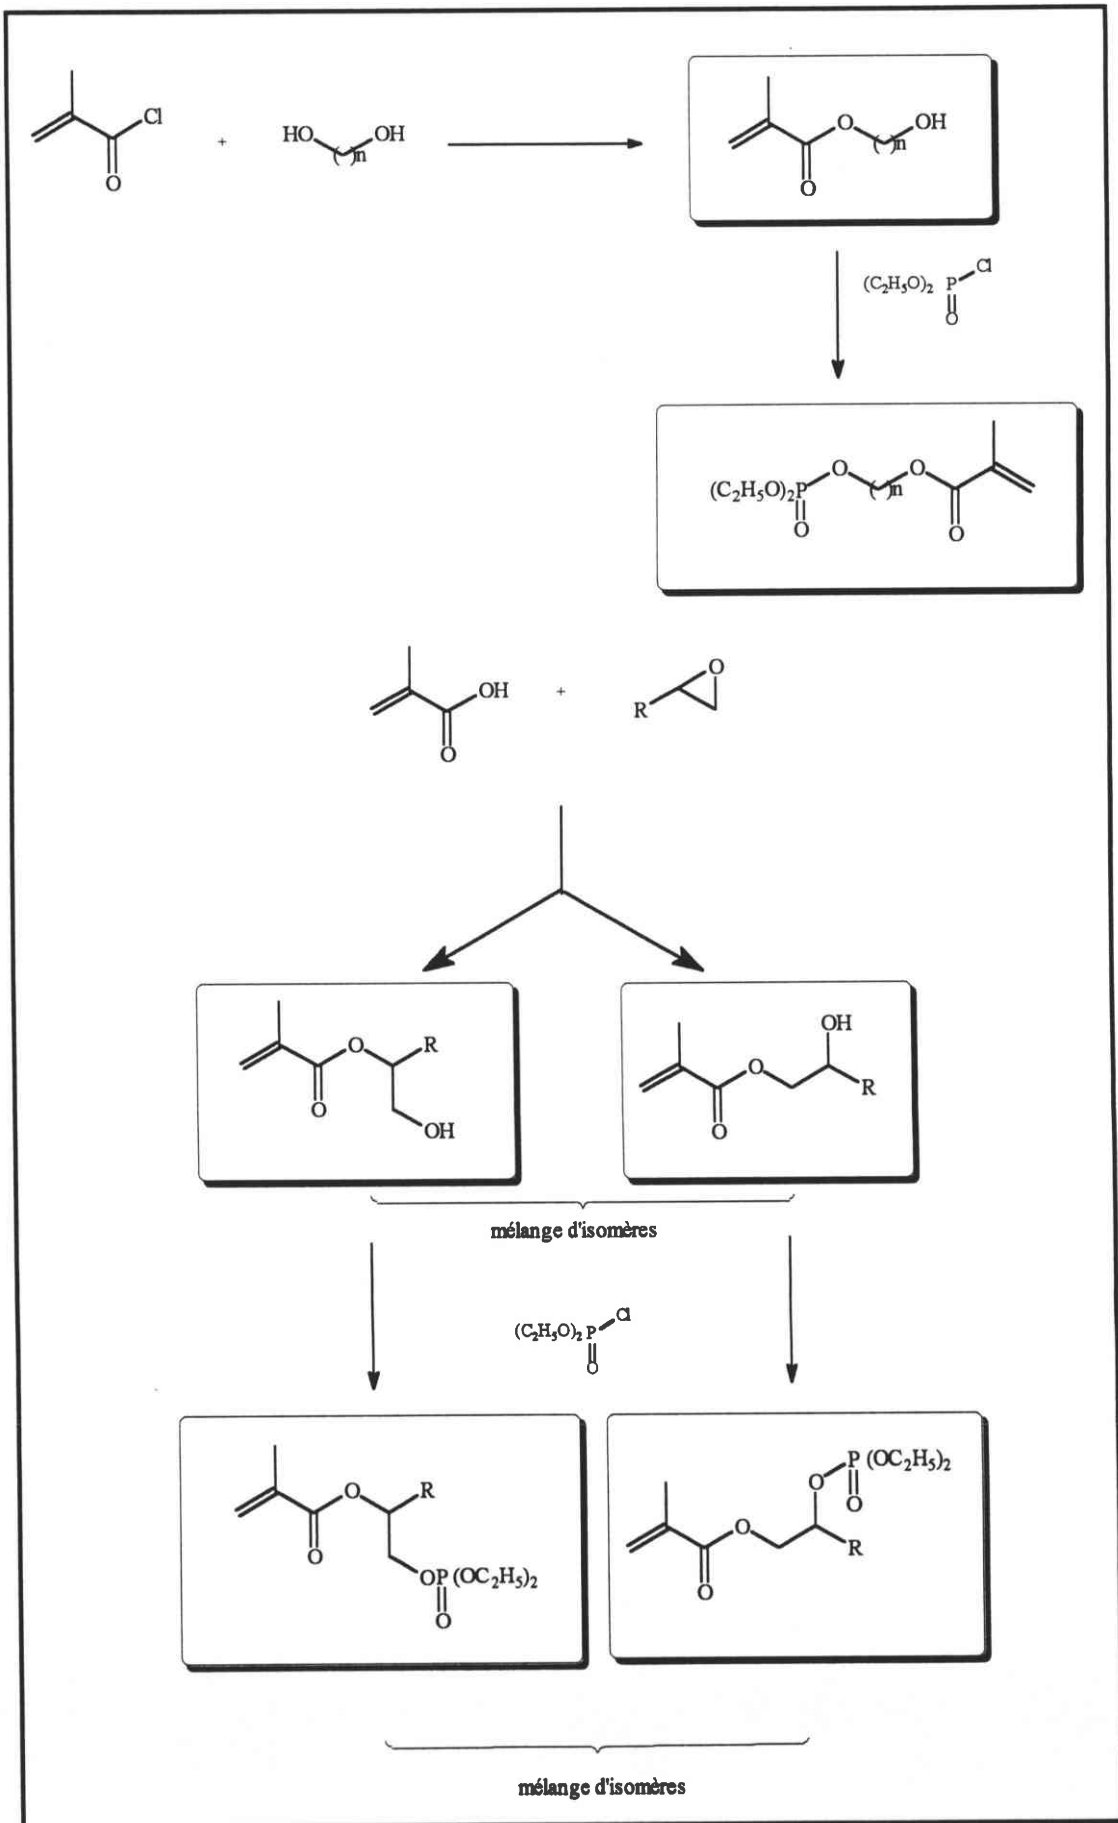 Cl
O
+
HO ( )n OH
O
O ( )n OH
(C₂H₅O)₂ P Cl
O
(C₂H₅O)₂P O ( )n O
O
O
OH
O
+
R O
O R
O
OH
OH
O
R
O
mélange d'isomères
(C₂H₅O)₂ P Cl
O
O R
O
OP(OC₂H₅)₂
O
P(OC₂H₅)₂
O
O
O
R
O
mélange d'isomères